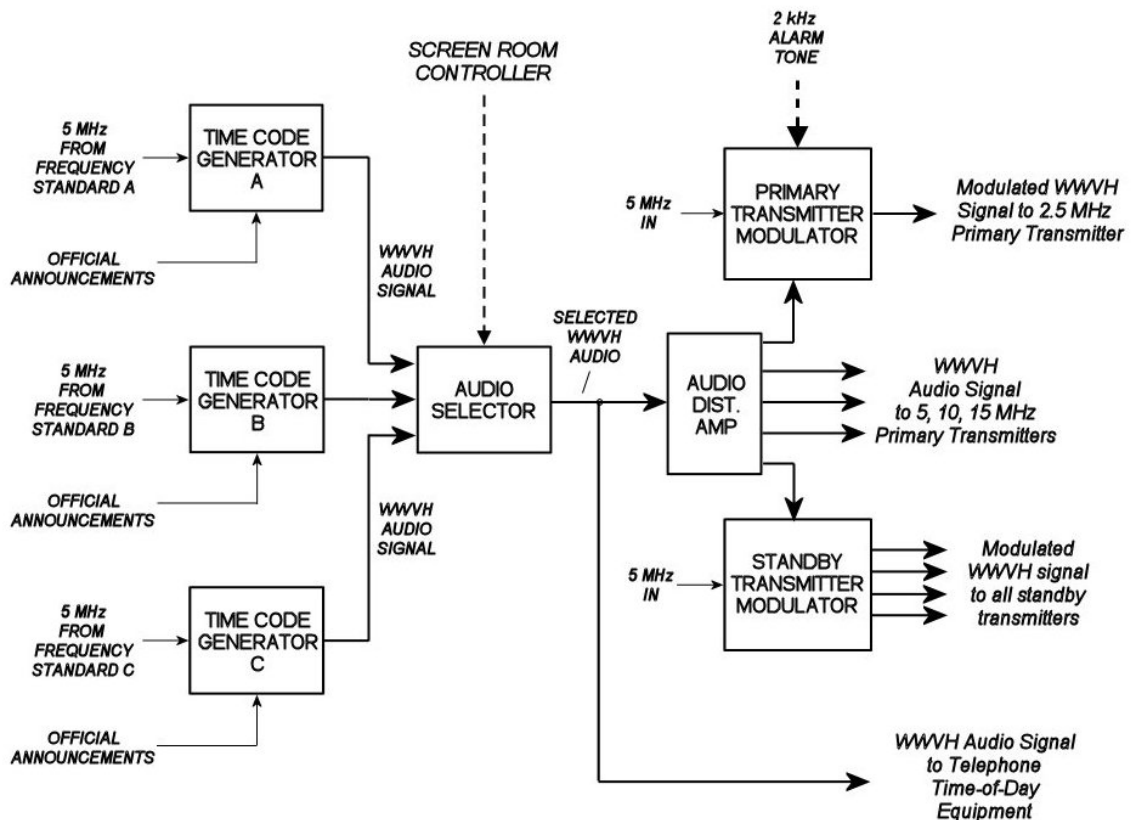 2 kHz
ALARM
TONE
SCREEN ROOM
CONTROLLER
5 MHz
FROM
FREQUENCY
STANDARD A
TIME CODE
GENERATOR
A
OFFICIAL
ANNOUNCEMENTS
WWVH
AUDIO
SIGNAL
5 MHz
IN
PRIMARY
TRANSMITTER
MODULATOR
Modulated WWVH
Signal to 2.5 MHz
Primary Transmitter
5 MHz
FROM
FREQUENCY
STANDARD B
TIME CODE
GENERATOR
B
OFFICIAL
ANNOUNCEMENTS
AUDIO
SELECTOR
SELECTED
WWVH
AUDIO
AUDIO
DIST.
AMP
WWVH
Audio Signal
to 5, 10, 15 MHz
Primary Transmitters
WWVH
AUDIO
SIGNAL
5 MHz
FROM
FREQUENCY
STANDARD C
TIME CODE
GENERATOR
C
OFFICIAL
ANNOUNCEMENTS
5 MHz
IN
STANDBY
TRANSMITTER
MODULATOR
Modulated
WWVH signal
to all standby
transmitters
WWVH Audio Signal
to Telephone
Time-of-Day
Equipment